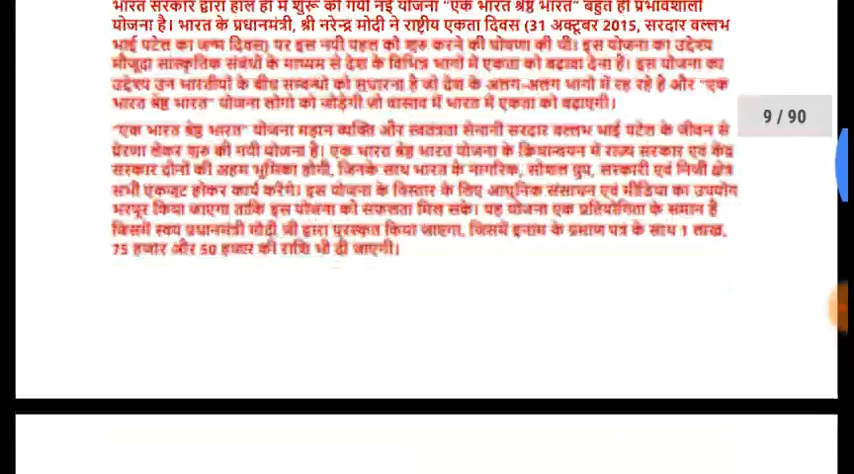 भारत सरकार द्वारा हाल ही में शुरू की गयी नई योजना "एक भारत श्रेष्ठ भारत" बहुत ही प्रभावशाली
योजना है। भारत के प्रधानमंत्री, श्री नरेन्द्र मोदी ने राष्ट्रीय एकता दिवस (31 अक्टूबर 2015, सरदार वल्लभ
भाई पटेल का जन्म दिवस) पर इस नयी पहल को शुरू करने की घोषणा की थी। इस योजना का उद्देश्य
मौजूदा सांस्कृतिक संबंधों के माध्यम से देश के विभिन्न भागों में एकता को बढ़ावा देना है। इस योजना का
उद्देश्य उन भारतीयों के बीच सम्बन्धों को सुधारना है जो देश के अलग-अलग भागों में रह रहे है और "एक
भारत श्रेष्ठ भारत" योजना लोगो को जोड़ेगी जो वास्तव में भारत में एकता को बढ़ाएगी।
9 / 90
"एक भारत श्रेष्ठ भारत" योजना महान व्यक्ति और स्वतंत्रता सेनानी सरदार वल्लभ भाई पटेल के जीवन से
प्रेरणा लेकर शुरू की गयी योजना है। एक भारत श्रेष्ठ भारत योजना के क्रियान्वयन में राज्य सरकार एवं केंद्र
सरकार दोनों की अहम भूमिका होगी, जिनके साथ भारत के नागरिक, सोशल ग्रुप, सरकारी एवं निजी क्षेत्र
सभी एकजुट होकर कार्य करेंगे। इस योजना के विस्तार के लिए आधुनिक संसाधन एवं मीडिया का उपयोग
भरपूर किया जाएगा ताकि इस योजना को सफलता मिल सके। यह योजना एक प्रतियोगिता के समान है
जिसमें स्वयं प्रधानमंत्री मोदी जी द्वारा पुरस्कृत किया जाएगा, जिसमें इनाम के प्रमाण पत्र के साथ 1 लाख,
75 हजार और 50 हजार की राशि भी दी जाएगी।